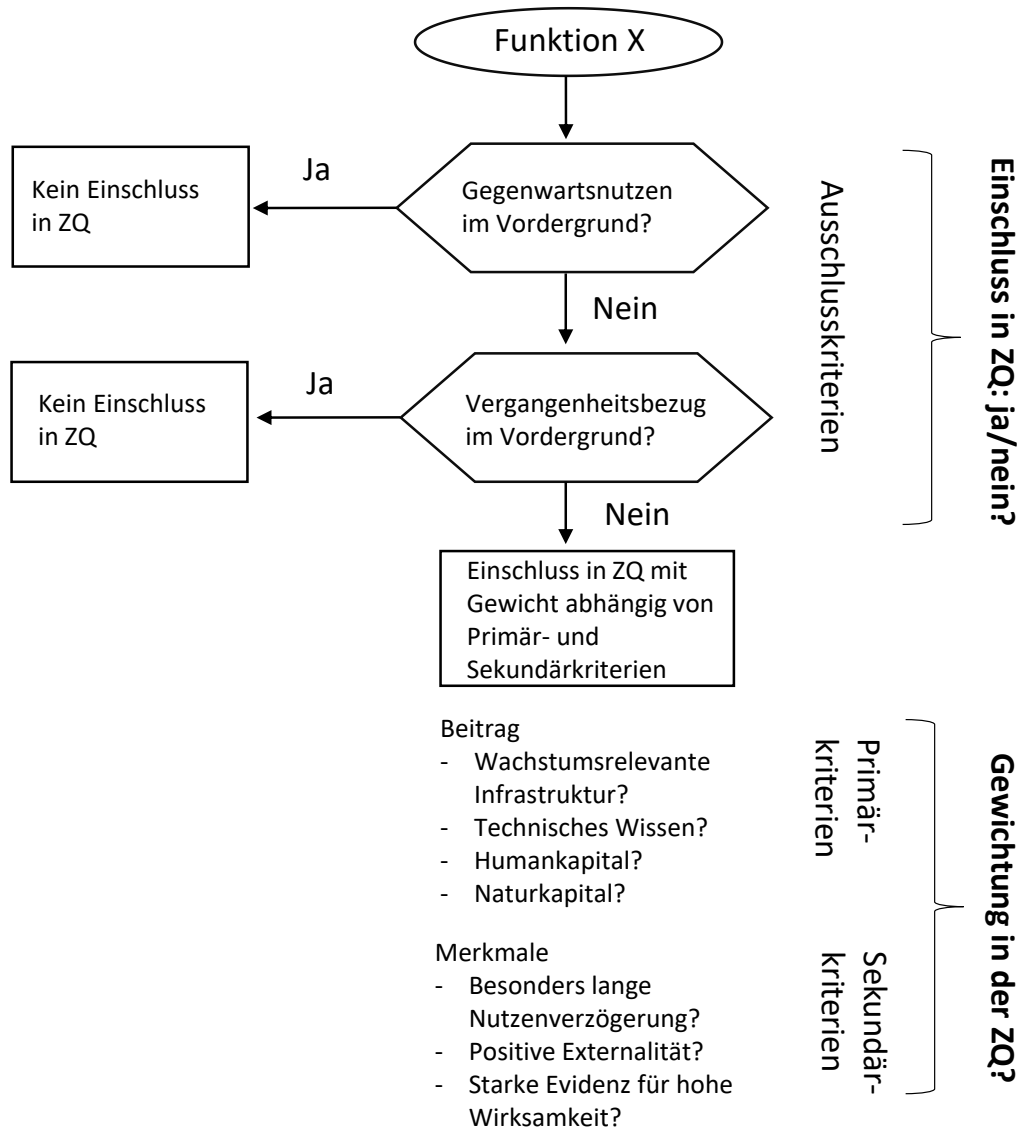 Funktion X
Ja
Kein Einschluss
in ZQ
Gegenwartsnutzen
im Vordergrund?
Nein
Ja
Kein Einschluss
in ZQ
Vergangenheitsbezug
im Vordergrund?
Nein
Ausschlusskriterien
Einschluss in ZQ: ja/nein?
Einschluss in ZQ mit
Gewicht abhängig von
Primär- und
Sekundärkriterien
Beitrag
- Wachstumsrelevante
Infrastruktur?
- Technisches Wissen?
- Humankapital?
- Naturkapital?
Primär-
kriterien
Merkmale
- Besonders lange
Nutzenverzögerung?
- Positive Externalität?
- Starke Evidenz für hohe
Wirksamkeit?
Sekundär-
kriterien
Gewichtung in der ZQ?